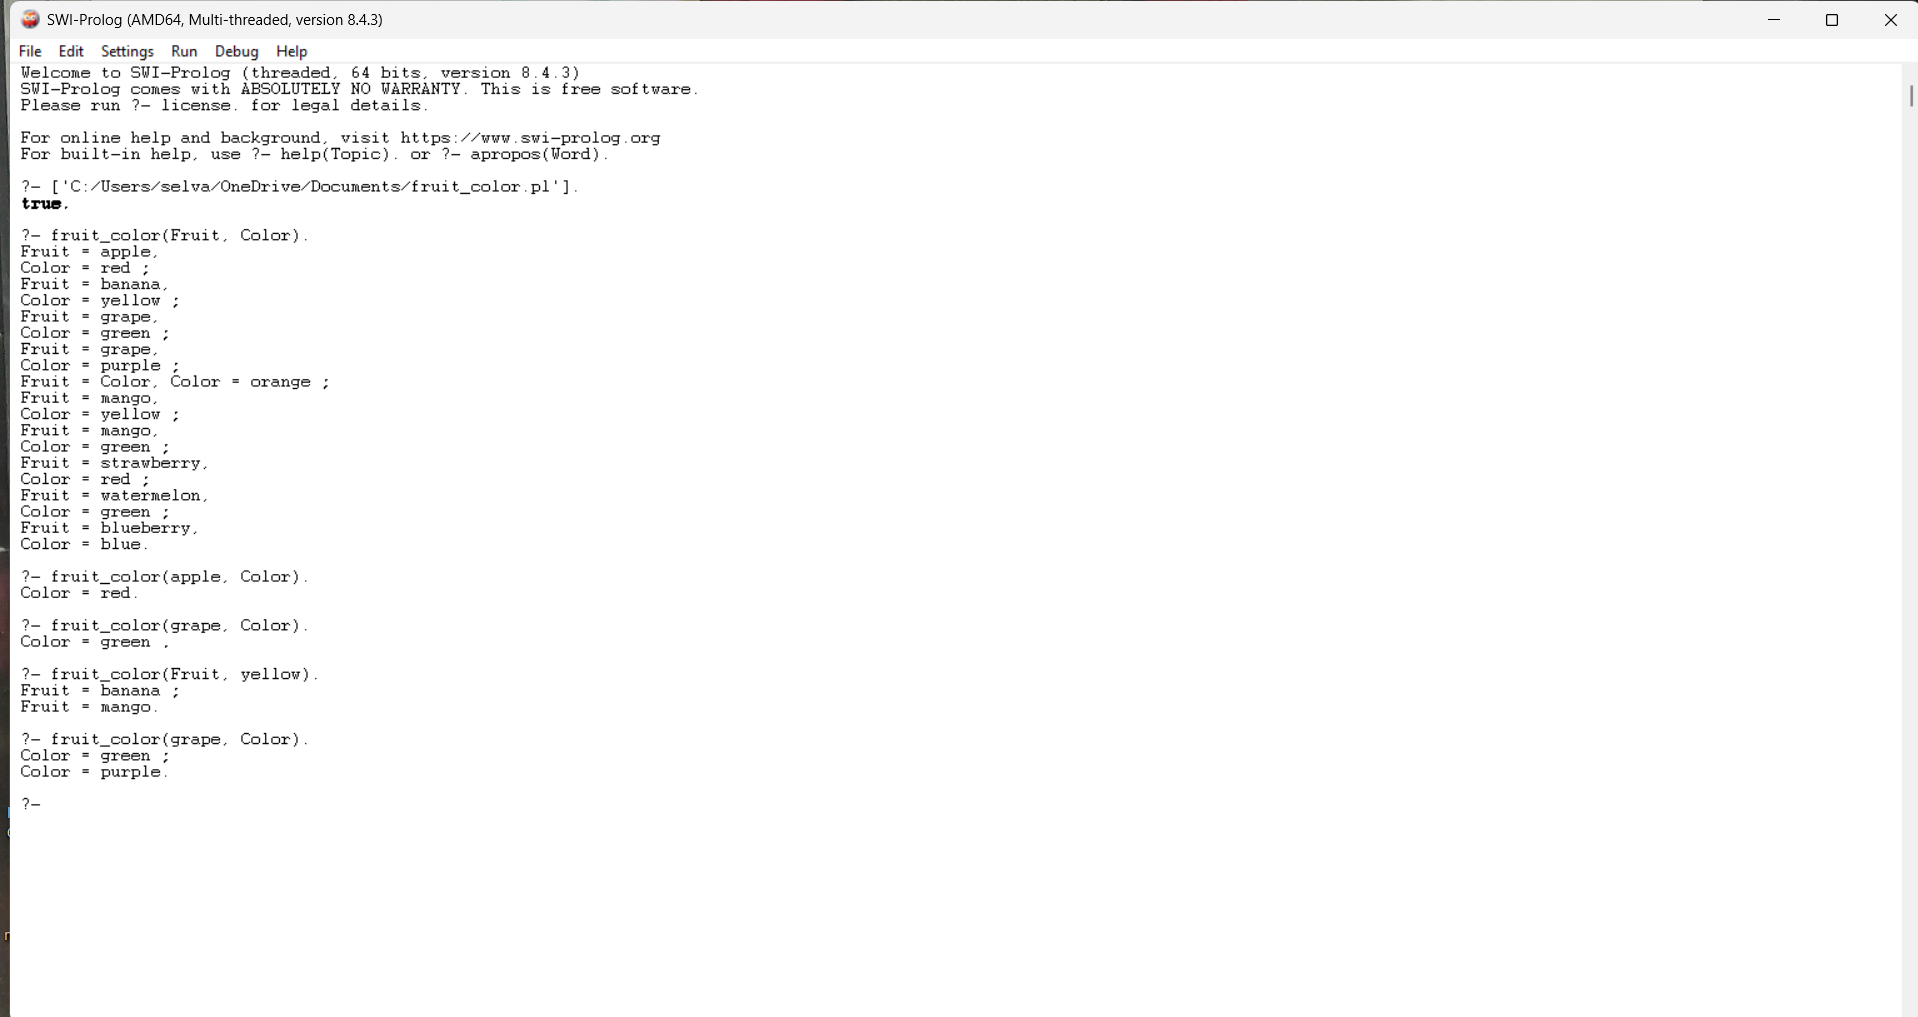 SWI-Prolog (AMD64, Multi-threaded, version 8.4.3)
File Edit Settings Run Debug Help
Welcome to SWI-Prolog (threaded, 64 bits, version 8.4.3)
SWI-Prolog comes with ABSOLUTELY NO WARRANTY. This is free software.
Please run ?- license. for legal details.
For online help and background, visit https://www.swi-prolog.org
For built-in help, use ?- help(Topic). or ?- apropos(Word).
?- ['C:/Users/selva/OneDrive/Documents/fruit_color.pl'].
true.
?- fruit_color(Fruit, Color).
Fruit = apple,
Color = red ;
Fruit = banana,
Color = yellow ;
Fruit = grape,
Color = green ;
Fruit = grape,
Color = purple ;
Fruit = Color, Color = orange ;
Fruit = mango,
Color = yellow ;
Fruit = mango,
Color = green ;
Fruit = strawberry,
Color = red ;
Fruit = watermelon,
Color = green ;
Fruit = blueberry,
Color = blue.
?- fruit_color(apple, Color).
Color = red.
?- fruit_color(grape, Color).
Color = green .
?- fruit_color(Fruit, yellow).
Fruit = banana ;
Fruit = mango.
?- fruit_color(grape, Color).
Color = green ;
Color = purple.
?-